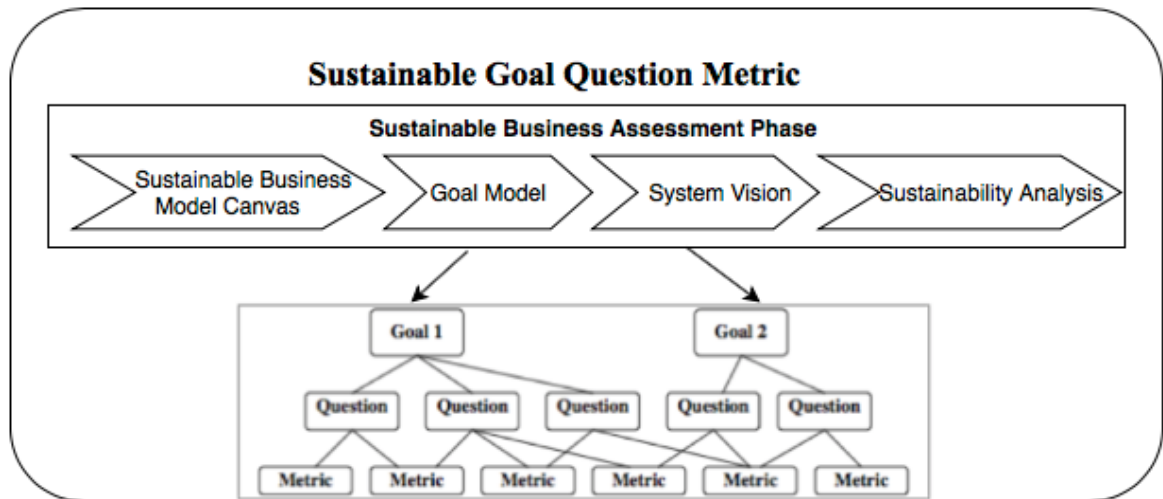 Sustainable Goal Question Metric
Sustainable Business Assessment Phase
Sustainable Business
Model Canvas
Goal Model
System Vision
Sustainability Analysis
Goal 1
Goal 2
Question
Question
Question
Question
Question
Metric
Metric
Metric
Metric
Metric
Metric